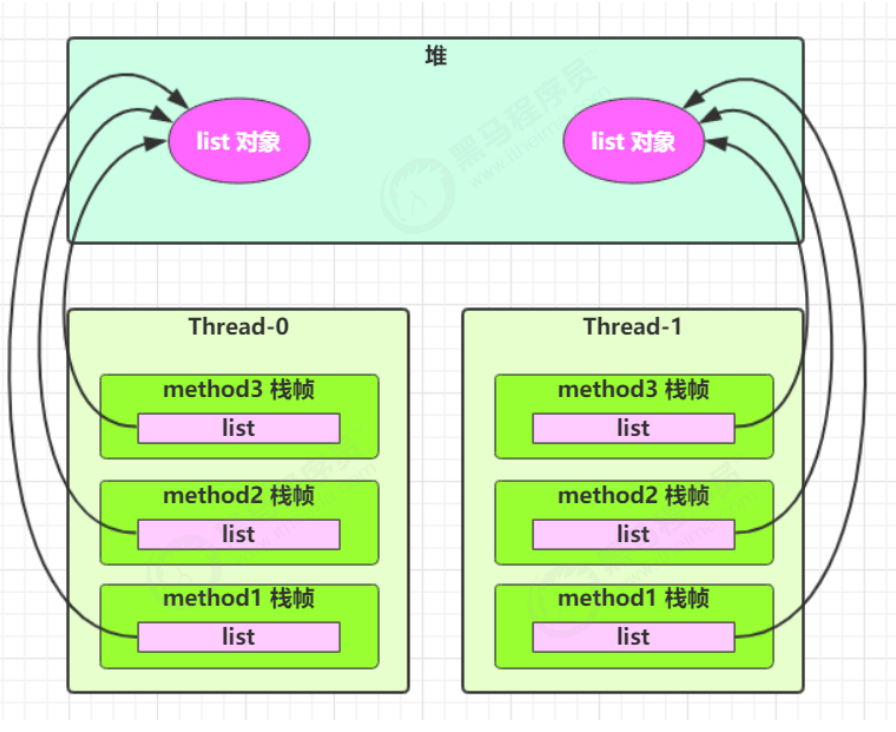 堆
list 对象
list 对象
黑马程序员™
www.itheima.com
Thread-0
method3 栈帧
list
method2 栈帧
list
method1 栈帧
list
Thread-1
method3 栈帧
list
method2 栈帧
list
method1 栈帧
list